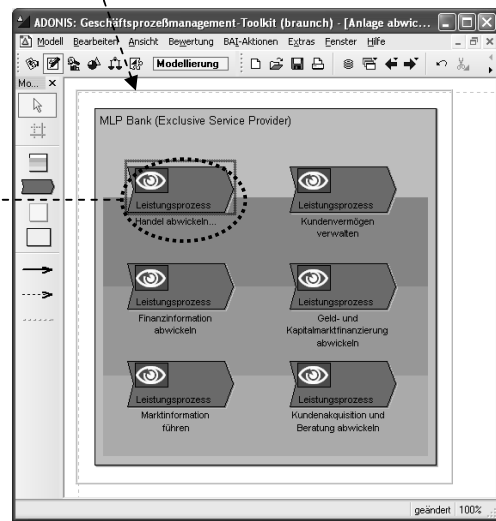 ADONIS: Geschäftsprozeßmanagement-Toolkit (braunch) - [Anlage abwic...
Modell Bearbeiten Ansicht Bewertung BAI-Aktionen Extras Fenster Hilfe
Modellierung
Mo...
MLP Bank (Exclusive Service Provider)
Leistungsprozess
Handel abwickeln...
Leistungsprozess
Kundenvermögen
verwalten
Leistungsprozess
Finanzinformation
abwickeln
Leistungsprozess
Geld- und
Kapitalmarktfinanzierung
abwickeln
Leistungsprozess
Marktinformation
führen
Leistungsprozess
Kundenakquisition und
Beratung abwickeln
geändert 100%